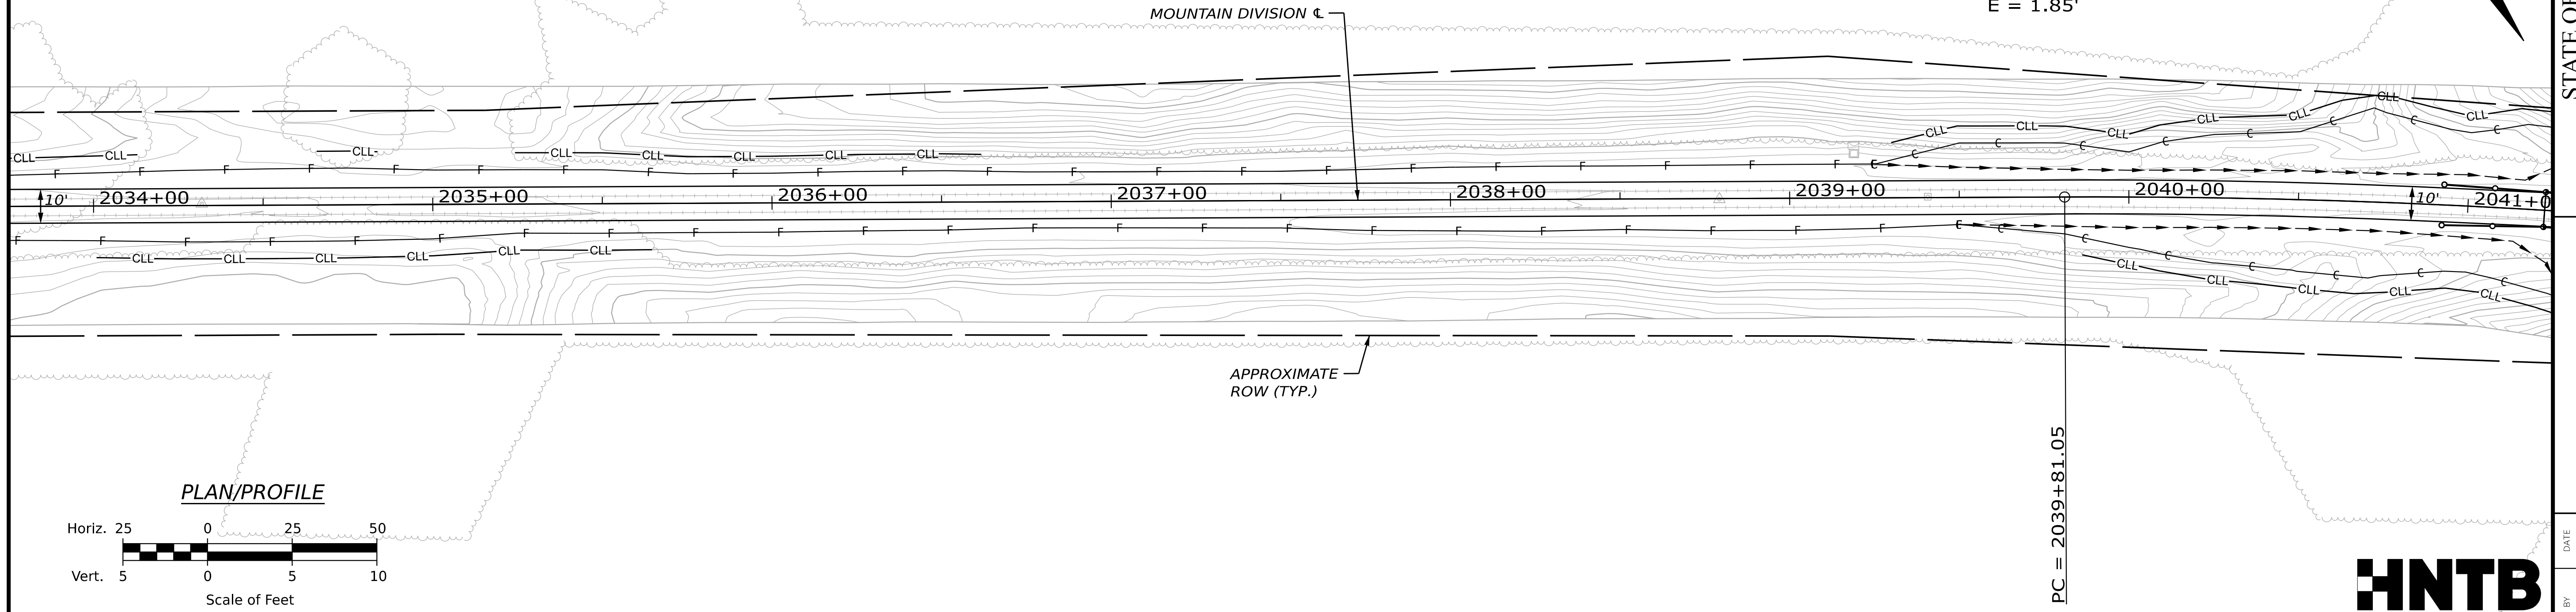 MOUNTAIN DIVISION ℄
E = 1.85'
STATE OF
CLL CLL CLL CLL CLL CLL CLL CLL CLL CLL CLL CLL CLL CLL CLL
F F F F F F F F F F F F F F F F F F F F F F C C C C C C C C C
10' 2034+00 2035+00 2036+00 2037+00 2038+00 2039+00 2040+00 10' 2041+0
F F F F F F F F F F F F F F F F F F F F F F F C C C C C C C C
CLL CLL CLL CLL CLL CLL CLL CLL CLL CLL CLL
APPROXIMATE
ROW (TYP.)
PC = 2039+81.05
PLAN/PROFILE
Horiz. 25 0 25 50
Vert. 5 0 5 10
Scale of Feet
HNTB
DATE
BY